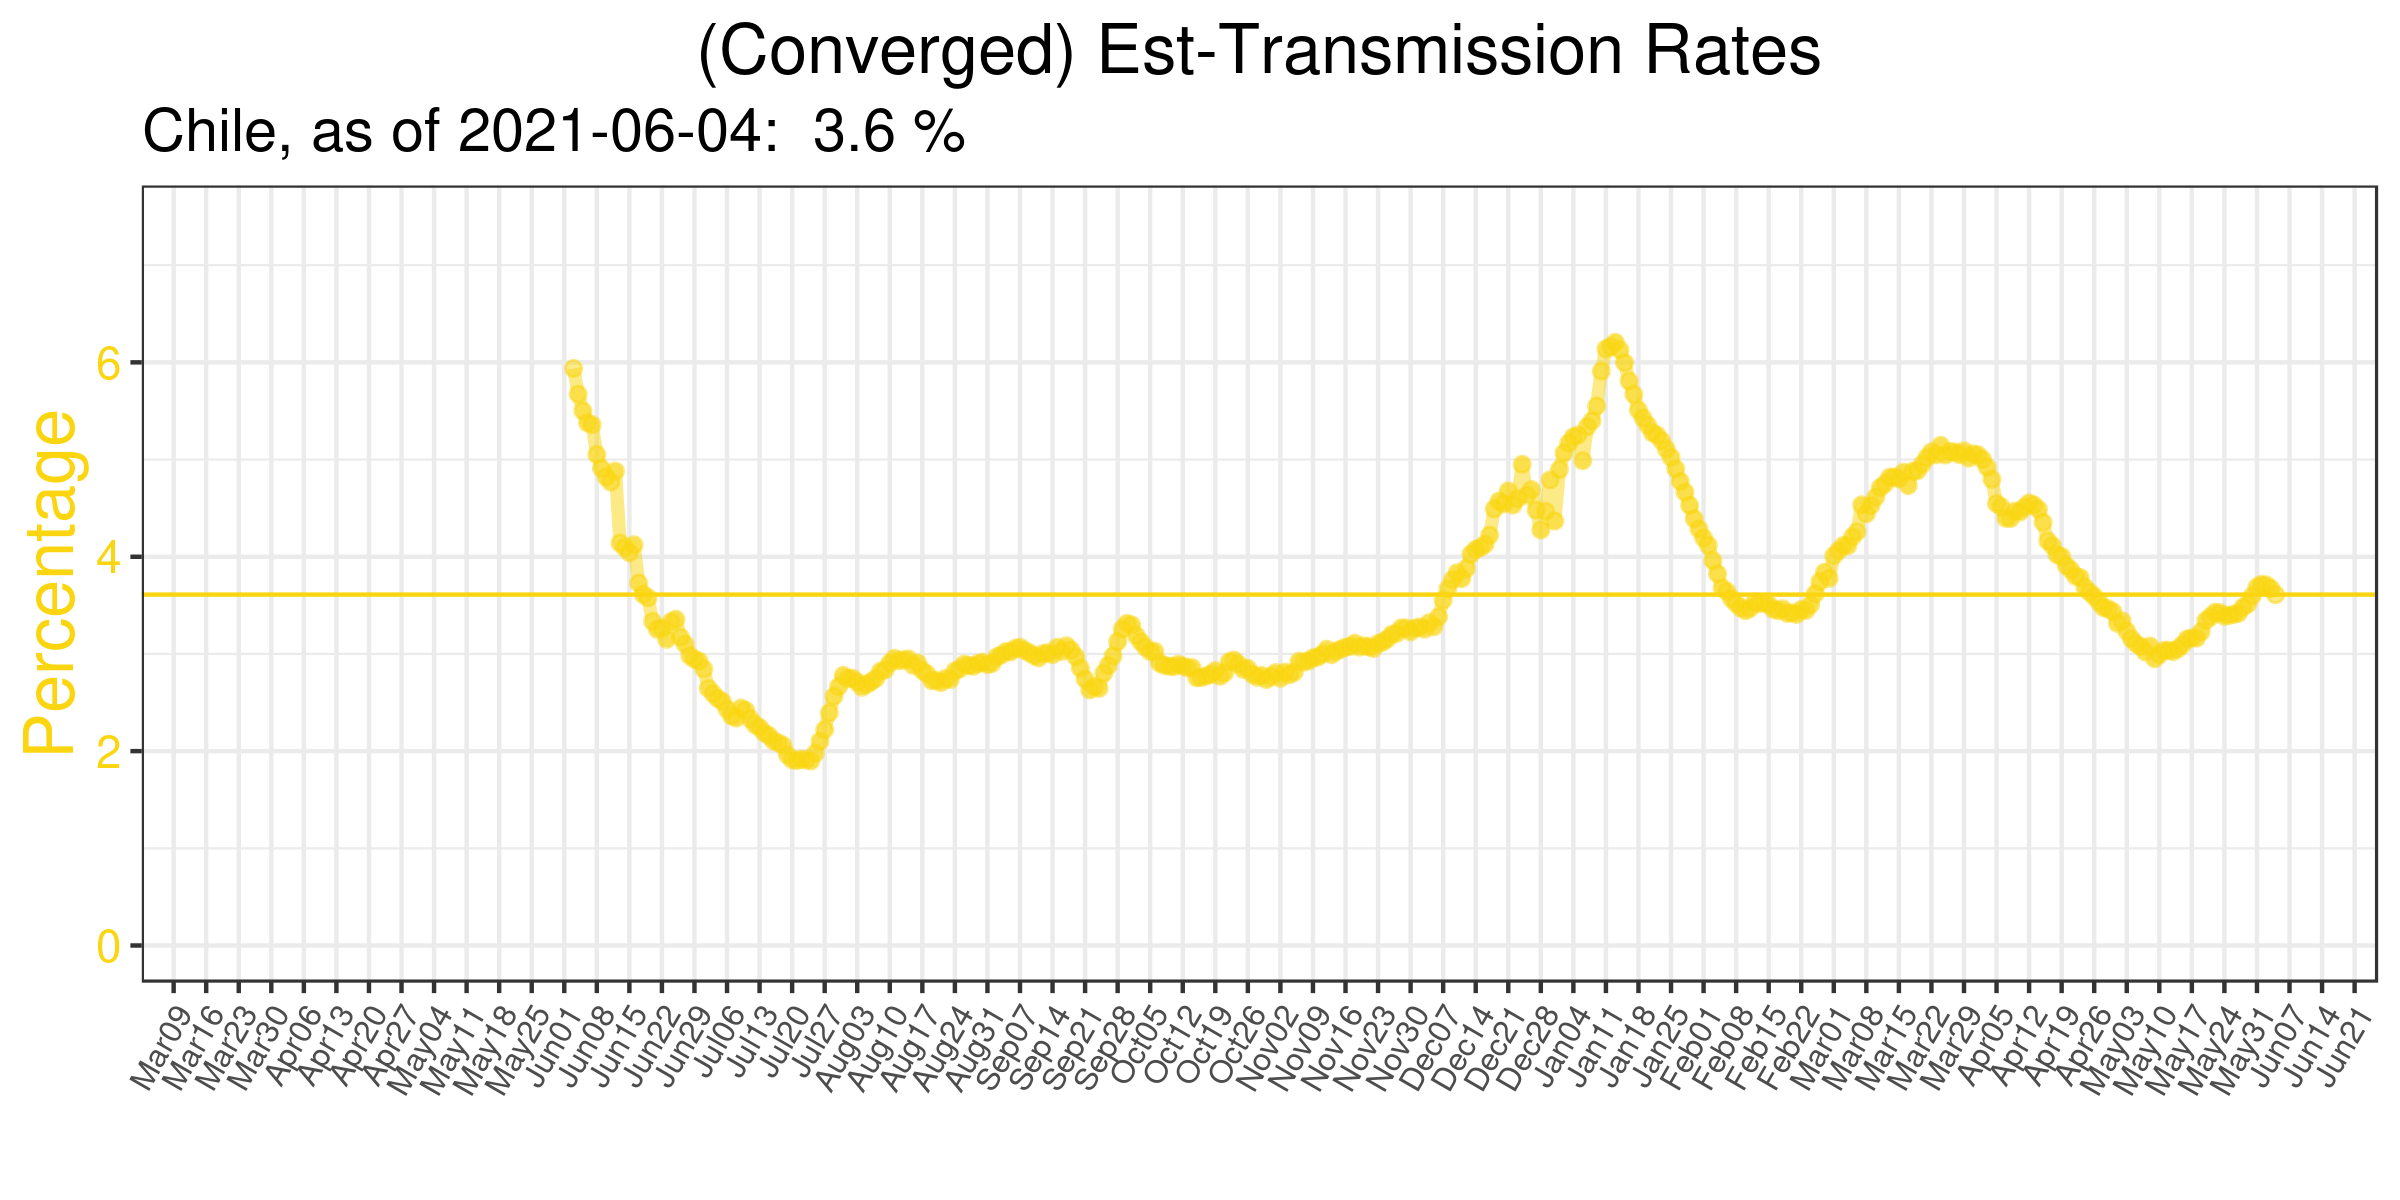 (Converged) Est-Transmission Rates
Chile, as of 2021-06-04:  3.6 %
Percentage
6
4
2
0
Mar09
Mar16
Mar23
Mar30
Apr06
Apr13
Apr20
Apr27
May04
May11
May18
May25
Jun01
Jun08
Jun15
Jun22
Jun29
Jul06
Jul13
Jul20
Jul27
Aug03
Aug10
Aug17
Aug24
Aug31
Sep07
Sep14
Sep21
Sep28
Oct05
Oct12
Oct19
Oct26
Nov02
Nov09
Nov16
Nov23
Nov30
Dec07
Dec14
Dec21
Dec28
Jan04
Jan11
Jan18
Jan25
Feb01
Feb08
Feb15
Feb22
Mar01
Mar08
Mar15
Mar22
Mar29
Apr05
Apr12
Apr19
Apr26
May03
May10
May17
May24
May31
Jun07
Jun14
Jun21